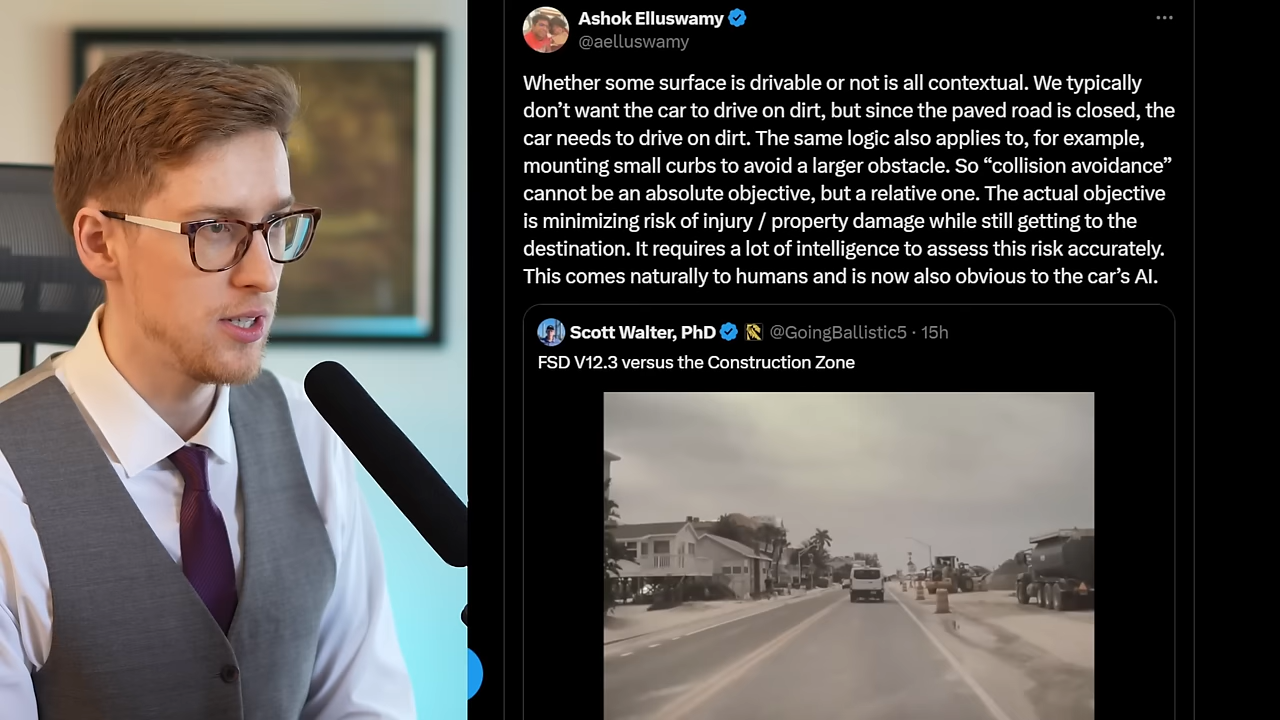 Ashok Elluswamy
@aelluswamy
Whether some surface is drivable or not is all contextual. We typically
don’t want the car to drive on dirt, but since the paved road is closed, the
car needs to drive on dirt. The same logic also applies to, for example,
mounting small curbs to avoid a larger obstacle. So “collision avoidance”
cannot be an absolute objective, but a relative one. The actual objective
is minimizing risk of injury / property damage while still getting to the
destination. It requires a lot of intelligence to assess this risk accurately.
This comes naturally to humans and is now also obvious to the car’s AI.
Scott Walter, PhD @GoingBallistic5 · 15h
FSD V12.3 versus the Construction Zone